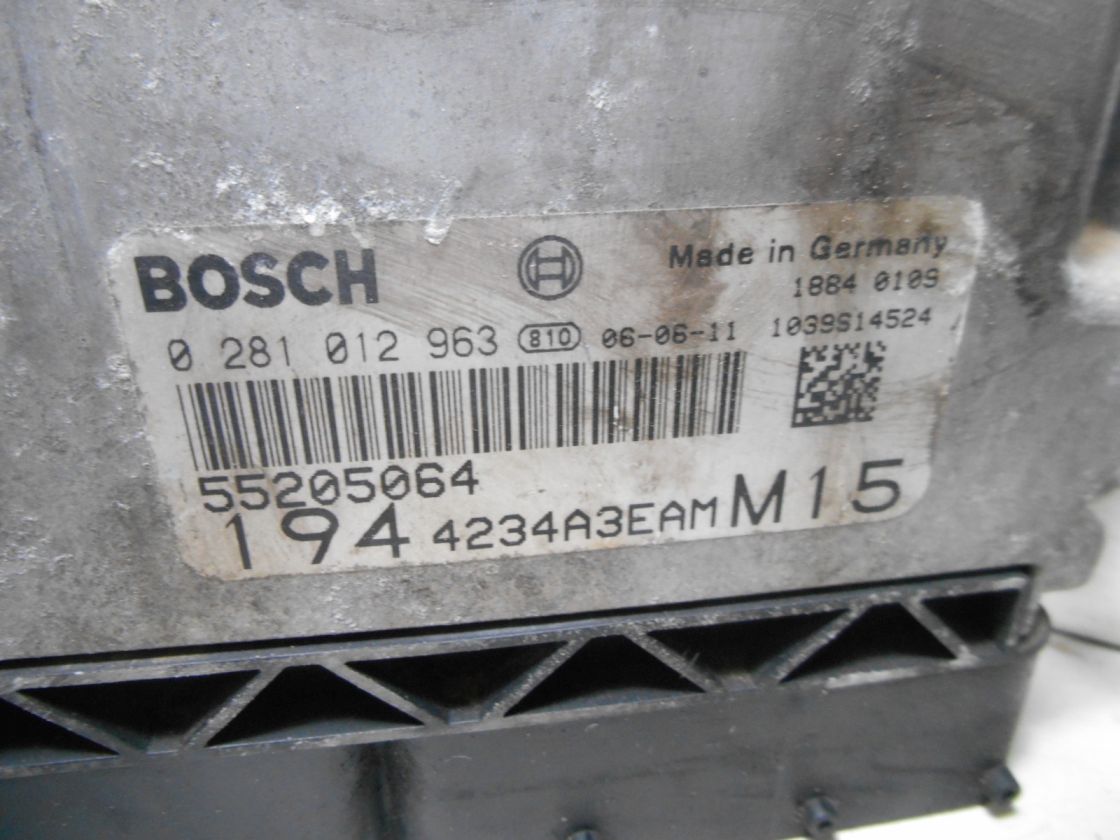 BOSCH
Made in Germany
1884 0109
0 281 012 963 810 06-06-11 1039S14524
55205064
194 4234A3EAM M15